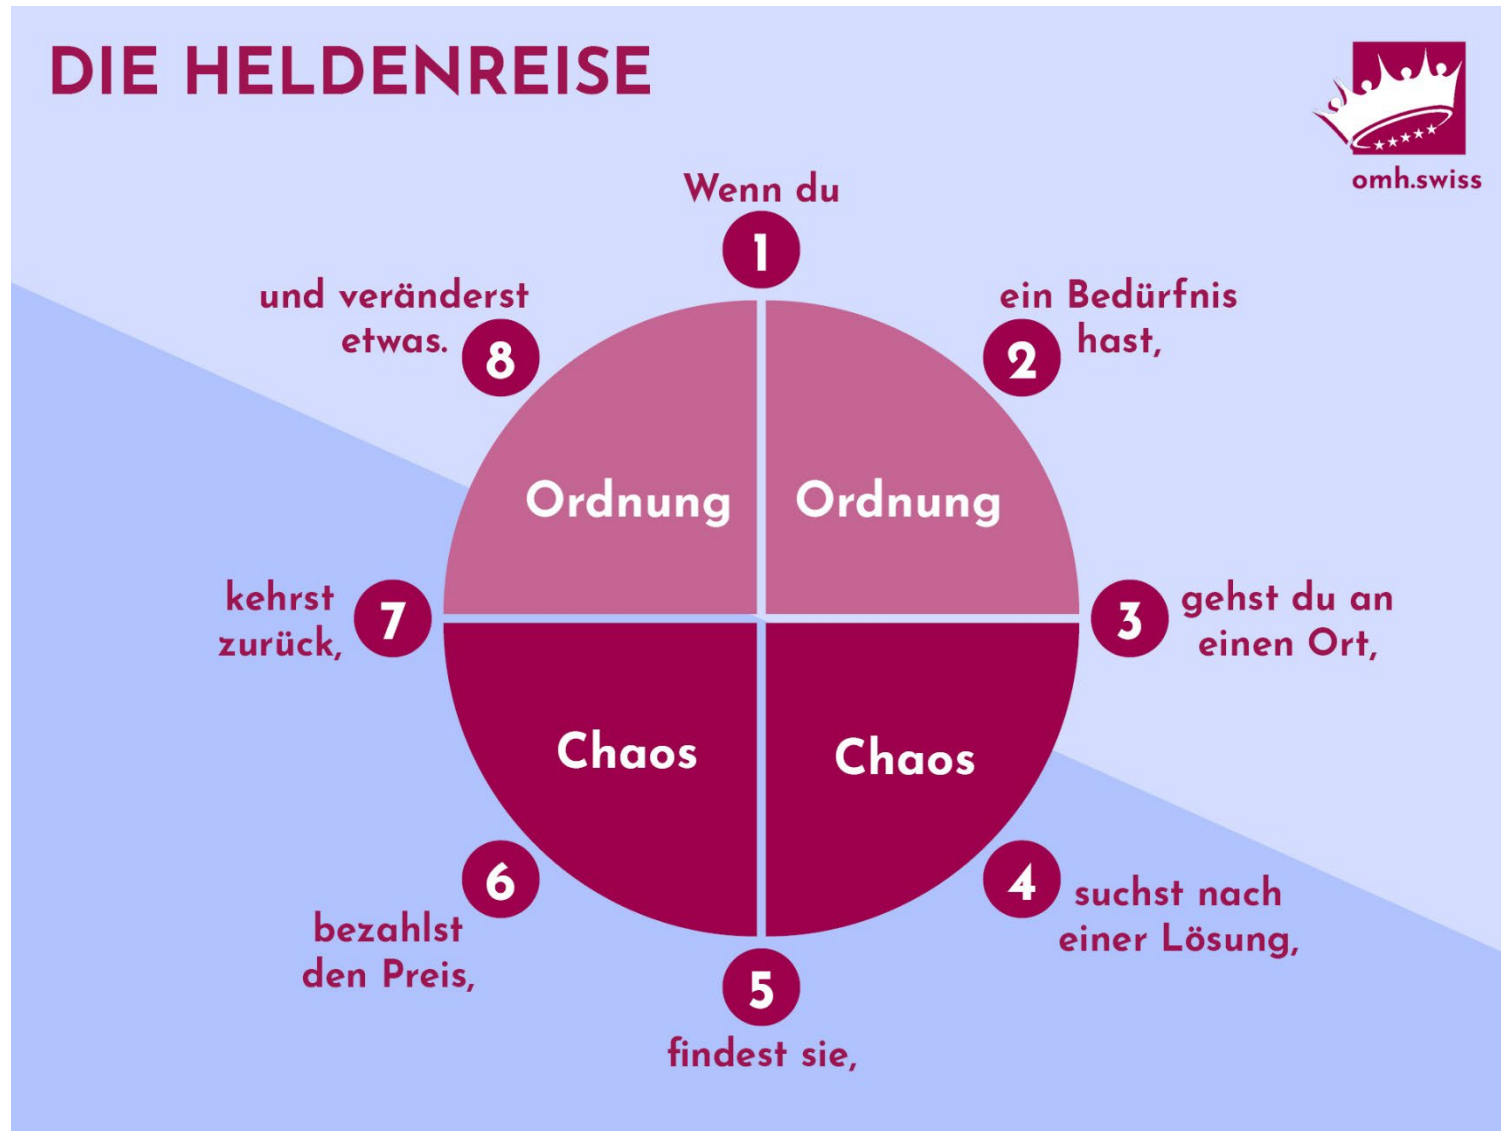 DIE HELDENREISE
omh.swiss
Wenn du
1
ein Bedürfnis
hast,
2
gehst du an
einen Ort,
3
suchst nach
einer Lösung,
4
5
findest sie,
6
bezahlst
den Preis,
kehrst
zurück,
7
und veränderst
etwas.
8
Ordnung
Ordnung
Chaos
Chaos